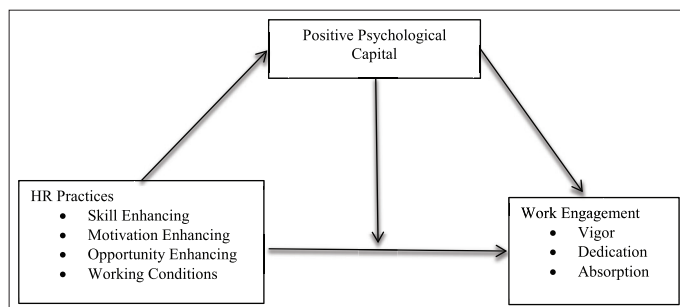 Positive Psychological
Capital
HR Practices
• Skill Enhancing
• Motivation Enhancing
• Opportunity Enhancing
• Working Conditions
Work Engagement
• Vigor
• Dedication
• Absorption